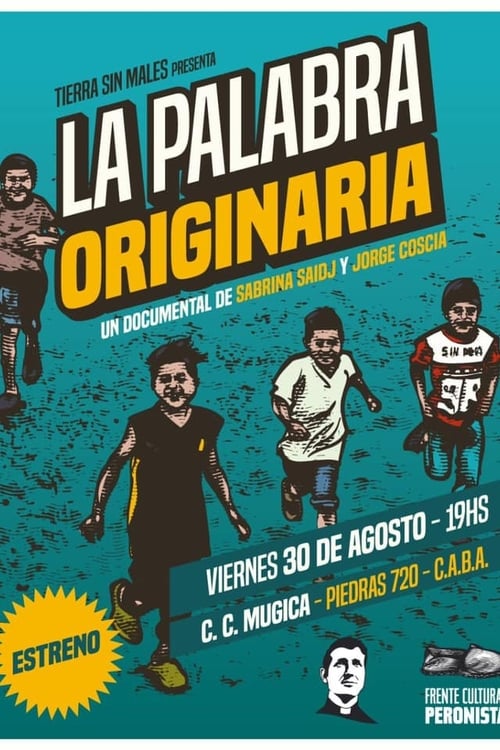 TIERRA SIN MALES PRESENTA
LA PALABRA
ORIGINARIA
UN DOCUMENTAL DE SABRINA SAIDJ Y JORGE COSCIA
VIERNES 30 DE AGOSTO - 19HS
C. C. MUGICA - PIEDRAS 720 - C.A.B.A.
ESTRENO
FRENTE CULTURA
PERONISTA